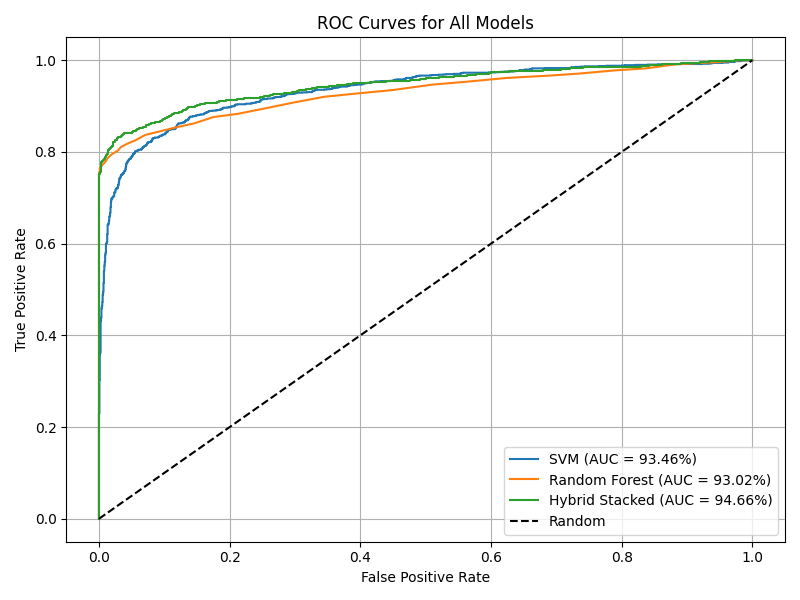 ROC Curves for All Models
True Positive Rate
1.0
0.8
0.6
0.4
0.2
0.0
SVM (AUC = 93.46%)
Random Forest (AUC = 93.02%)
Hybrid Stacked (AUC = 94.66%)
Random
0.0 0.2 0.4 0.6 0.8 1.0
False Positive Rate